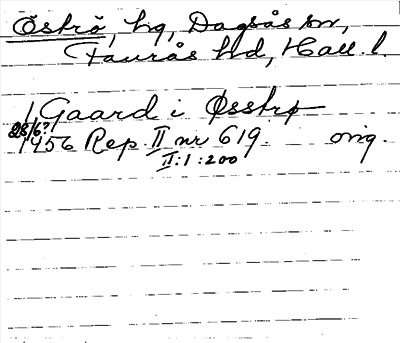 Öströ, hg, Dagsås sn,
Faurås hd, Hall. l.
1 Gaard i Øsstrø
28/6? 1456 Rep. II nr 619. orig.
II:1:200